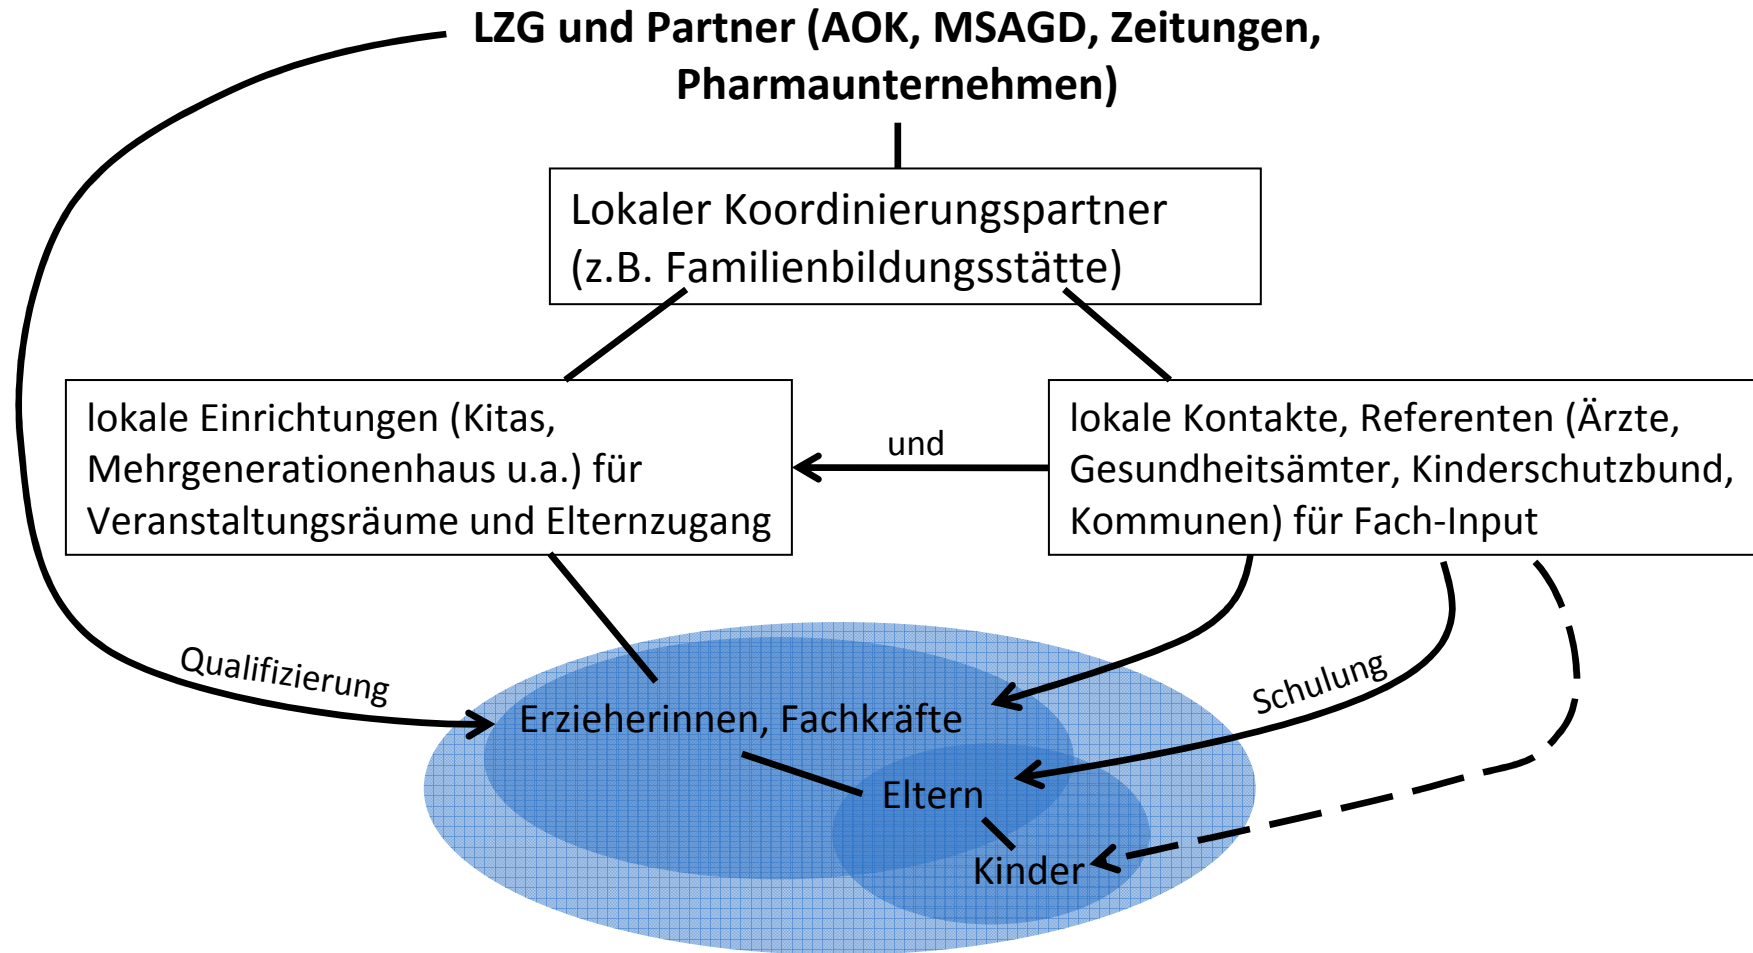 LZG und Partner (AOK, MSAGD, Zeitungen,
Pharmaunternehmen)
Lokaler Koordinierungspartner
(z.B. Familienbildungsstätte)
lokale Einrichtungen (Kitas,
Mehrgenerationenhaus u.a.) für
Veranstaltungsräume und Elternzugang
und
lokale Kontakte, Referenten (Ärzte,
Gesundheitsämter, Kinderschutzbund,
Kommunen) für Fach-Input
Qualifizierung
Schulung
Erzieherinnen, Fachkräfte
Eltern
Kinder